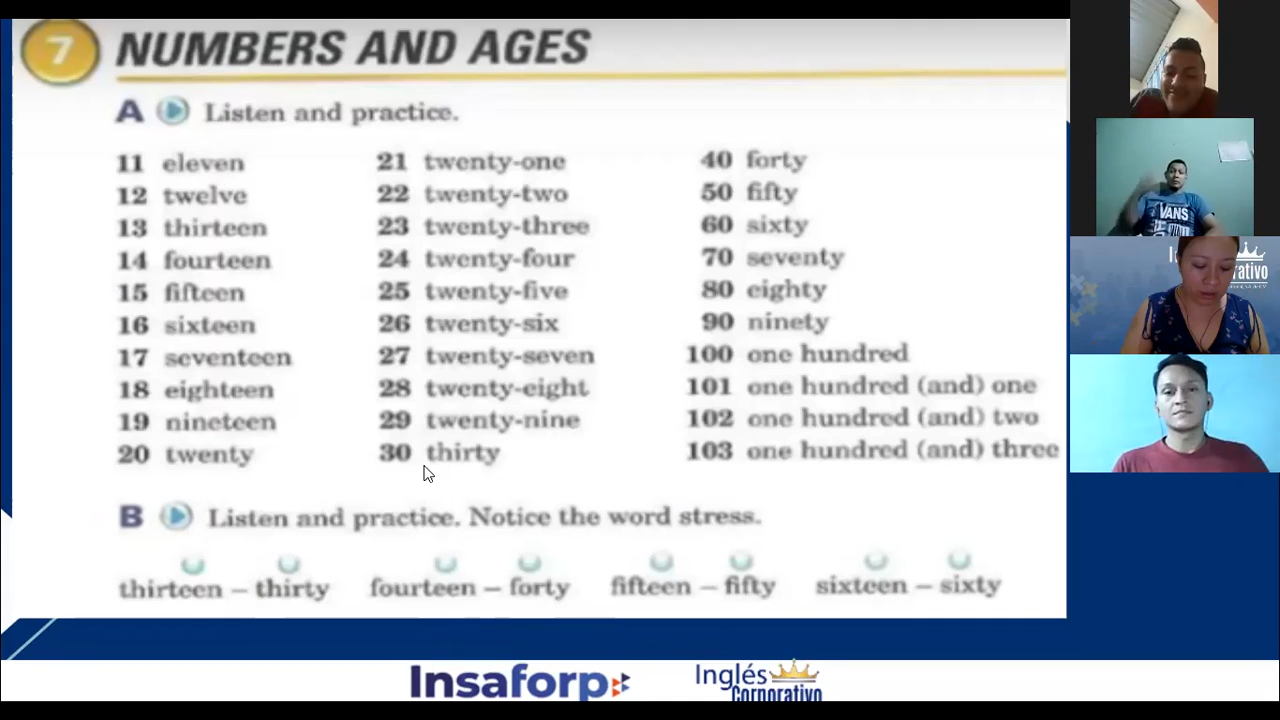 7 NUMBERS AND AGES
A Listen and practice.
11 eleven
12 twelve
13 thirteen
14 fourteen
15 fifteen
16 sixteen
17 seventeen
18 eighteen
19 nineteen
20 twenty
21 twenty-one
22 twenty-two
23 twenty-three
24 twenty-four
25 twenty-five
26 twenty-six
27 twenty-seven
28 twenty-eight
29 twenty-nine
30 thirty
40 forty
50 fifty
60 sixty
70 seventy
80 eighty
90 ninety
100 one hundred
101 one hundred (and) one
102 one hundred (and) two
103 one hundred (and) three
B Listen and practice. Notice the word stress.
thirteen – thirty fourteen – forty fifteen – fifty sixteen – sixty
Insaforp
Inglés
Corporativo
VANS